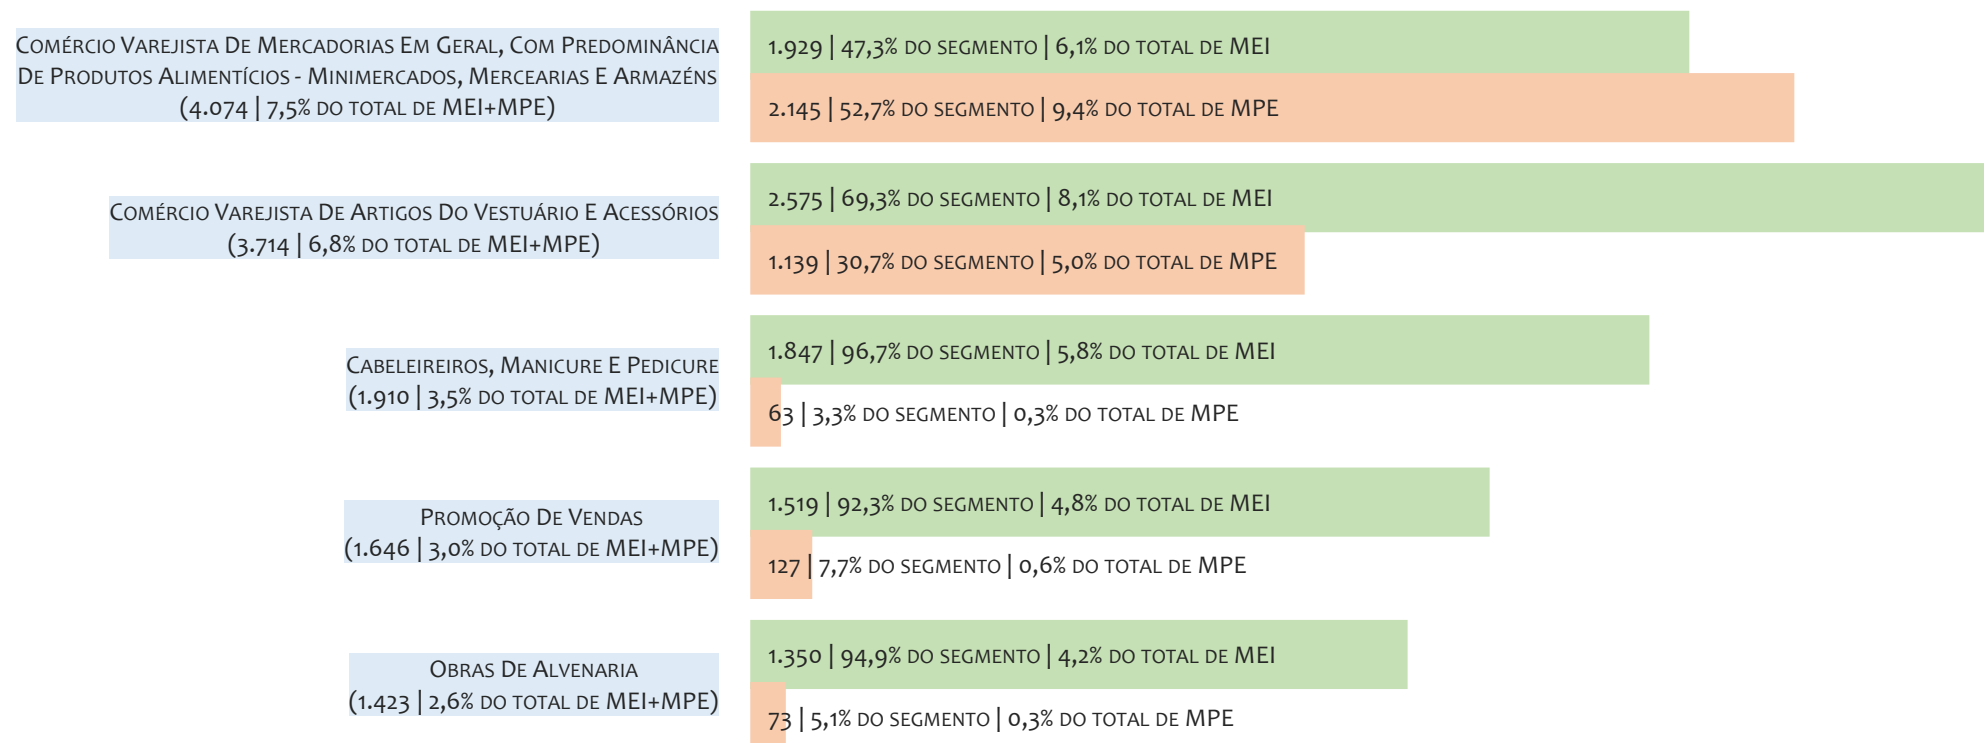 Comércio Varejista De Mercadorias Em Geral, Com Predominância
De Produtos Alimentícios - Minimercados, Mercearias E Armazéns
(4.074 | 7,5% do total de MEI+MPE)
1.929 | 47,3% do segmento | 6,1% do total de MEI
2.145 | 52,7% do segmento | 9,4% do total de MPE
Comércio Varejista De Artigos Do Vestuário E Acessórios
(3.714 | 6,8% do total de MEI+MPE)
2.575 | 69,3% do segmento | 8,1% do total de MEI
1.139 | 30,7% do segmento | 5,0% do total de MPE
Cabeleireiros, Manicure E Pedicure
(1.910 | 3,5% do total de MEI+MPE)
1.847 | 96,7% do segmento | 5,8% do total de MEI
63 | 3,3% do segmento | 0,3% do total de MPE
Promoção De Vendas
(1.646 | 3,0% do total de MEI+MPE)
1.519 | 92,3% do segmento | 4,8% do total de MEI
127 | 7,7% do segmento | 0,6% do total de MPE
Obras De Alvenaria
(1.423 | 2,6% do total de MEI+MPE)
1.350 | 94,9% do segmento | 4,2% do total de MEI
73 | 5,1% do segmento | 0,3% do total de MPE